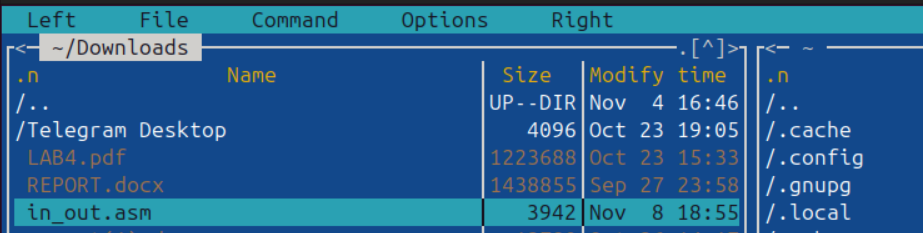 Left File Command Options Right
<─ ~/Downloads .[^]> <─ ~
.n Name Size Modify time .n
/.. UP--DIR Nov 4 16:46 /..
/Telegram Desktop 4096 Oct 23 19:05 /.cache
LAB4.pdf 1223688 Oct 23 15:33 /.config
REPORT.docx 1438855 Sep 27 23:58 /.gnupg
in_out.asm 3942 Nov 8 18:55 /.local